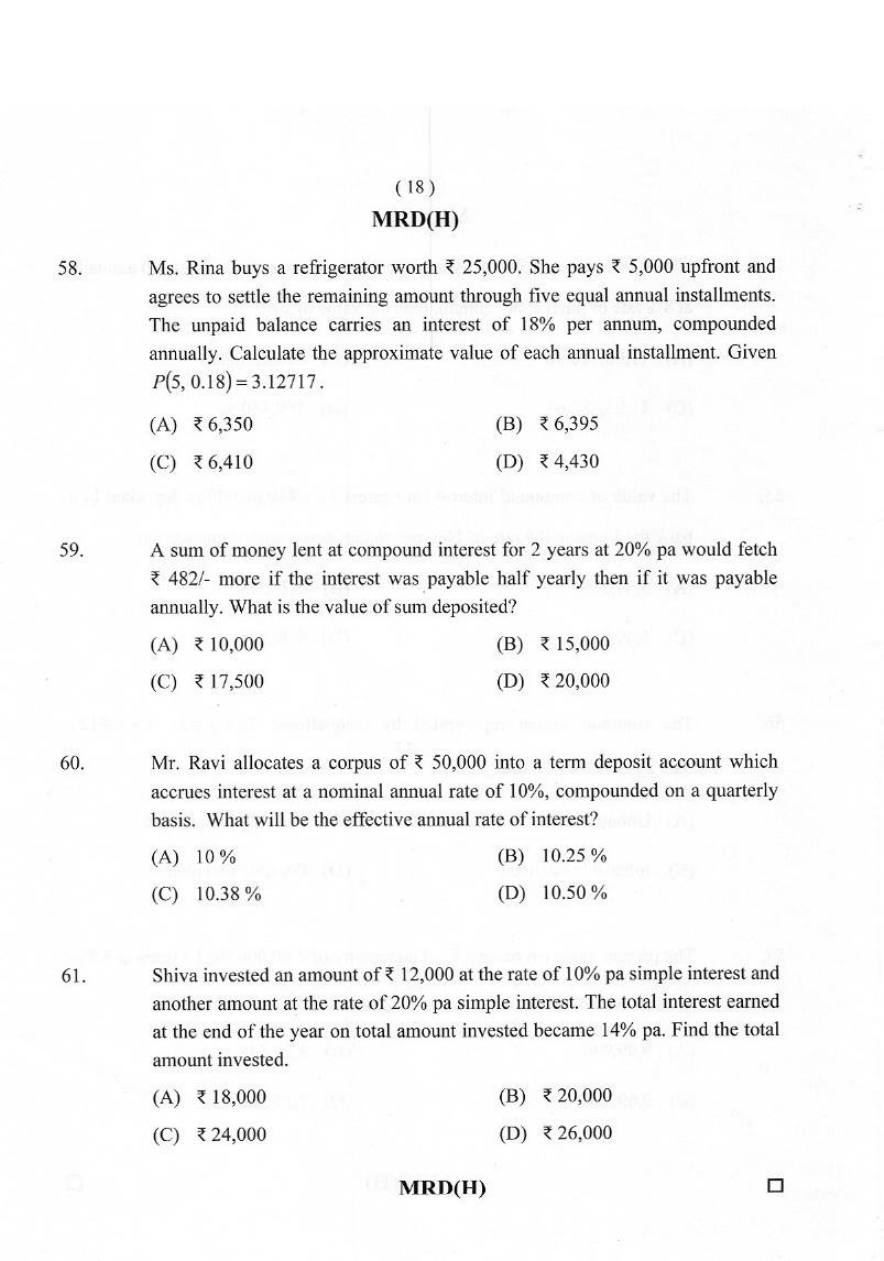 ( 18 )
MRD(H)
58. Ms. Rina buys a refrigerator worth ₹ 25,000. She pays ₹ 5,000 upfront and
agrees to settle the remaining amount through five equal annual installments.
The unpaid balance carries an interest of 18% per annum, compounded
annually. Calculate the approximate value of each annual installment. Given
P(5, 0.18) = 3.12717.
(A) ₹ 6,350 (B) ₹ 6,395
(C) ₹ 6,410 (D) ₹ 4,430
59. A sum of money lent at compound interest for 2 years at 20% pa would fetch
₹ 482/- more if the interest was payable half yearly then if it was payable
annually. What is the value of sum deposited?
(A) ₹ 10,000 (B) ₹ 15,000
(C) ₹ 17,500 (D) ₹ 20,000
60. Mr. Ravi allocates a corpus of ₹ 50,000 into a term deposit account which
accrues interest at a nominal annual rate of 10%, compounded on a quarterly
basis. What will be the effective annual rate of interest?
(A) 10 % (B) 10.25 %
(C) 10.38 % (D) 10.50 %
61. Shiva invested an amount of ₹ 12,000 at the rate of 10% pa simple interest and
another amount at the rate of 20% pa simple interest. The total interest earned
at the end of the year on total amount invested became 14% pa. Find the total
amount invested.
(A) ₹ 18,000 (B) ₹ 20,000
(C) ₹ 24,000 (D) ₹ 26,000
MRD(H)